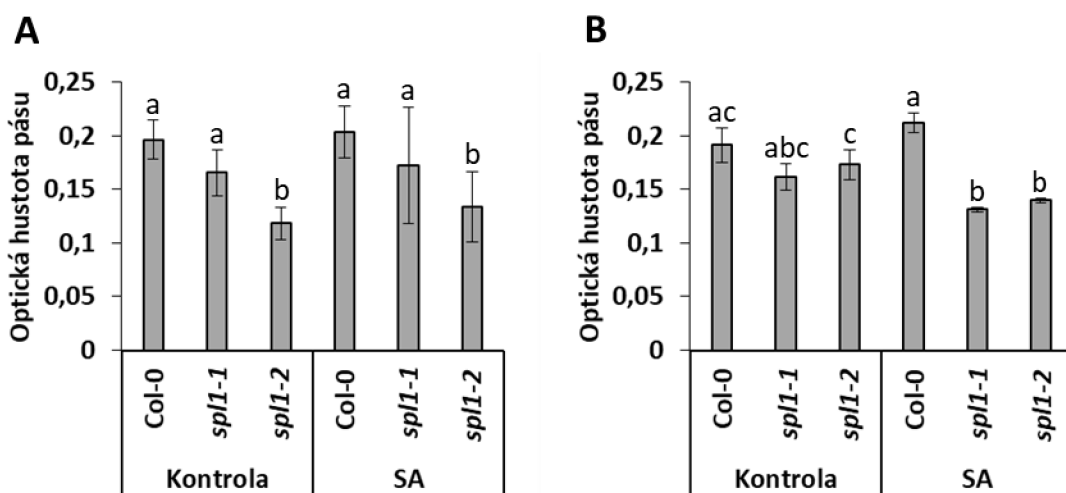 A
Optická hustota pásu
0,25
0,2
0,15
0,1
0,05
0
a
a
b
a
a
b
Col-0
spl1-1
spl1-2
Col-0
spl1-1
spl1-2
Kontrola
SA
B
Optická hustota pásu
0,25
0,2
0,15
0,1
0,05
0
ac
abc
c
a
b
b
Col-0
spl1-1
spl1-2
Col-0
spl1-1
spl1-2
Kontrola
SA